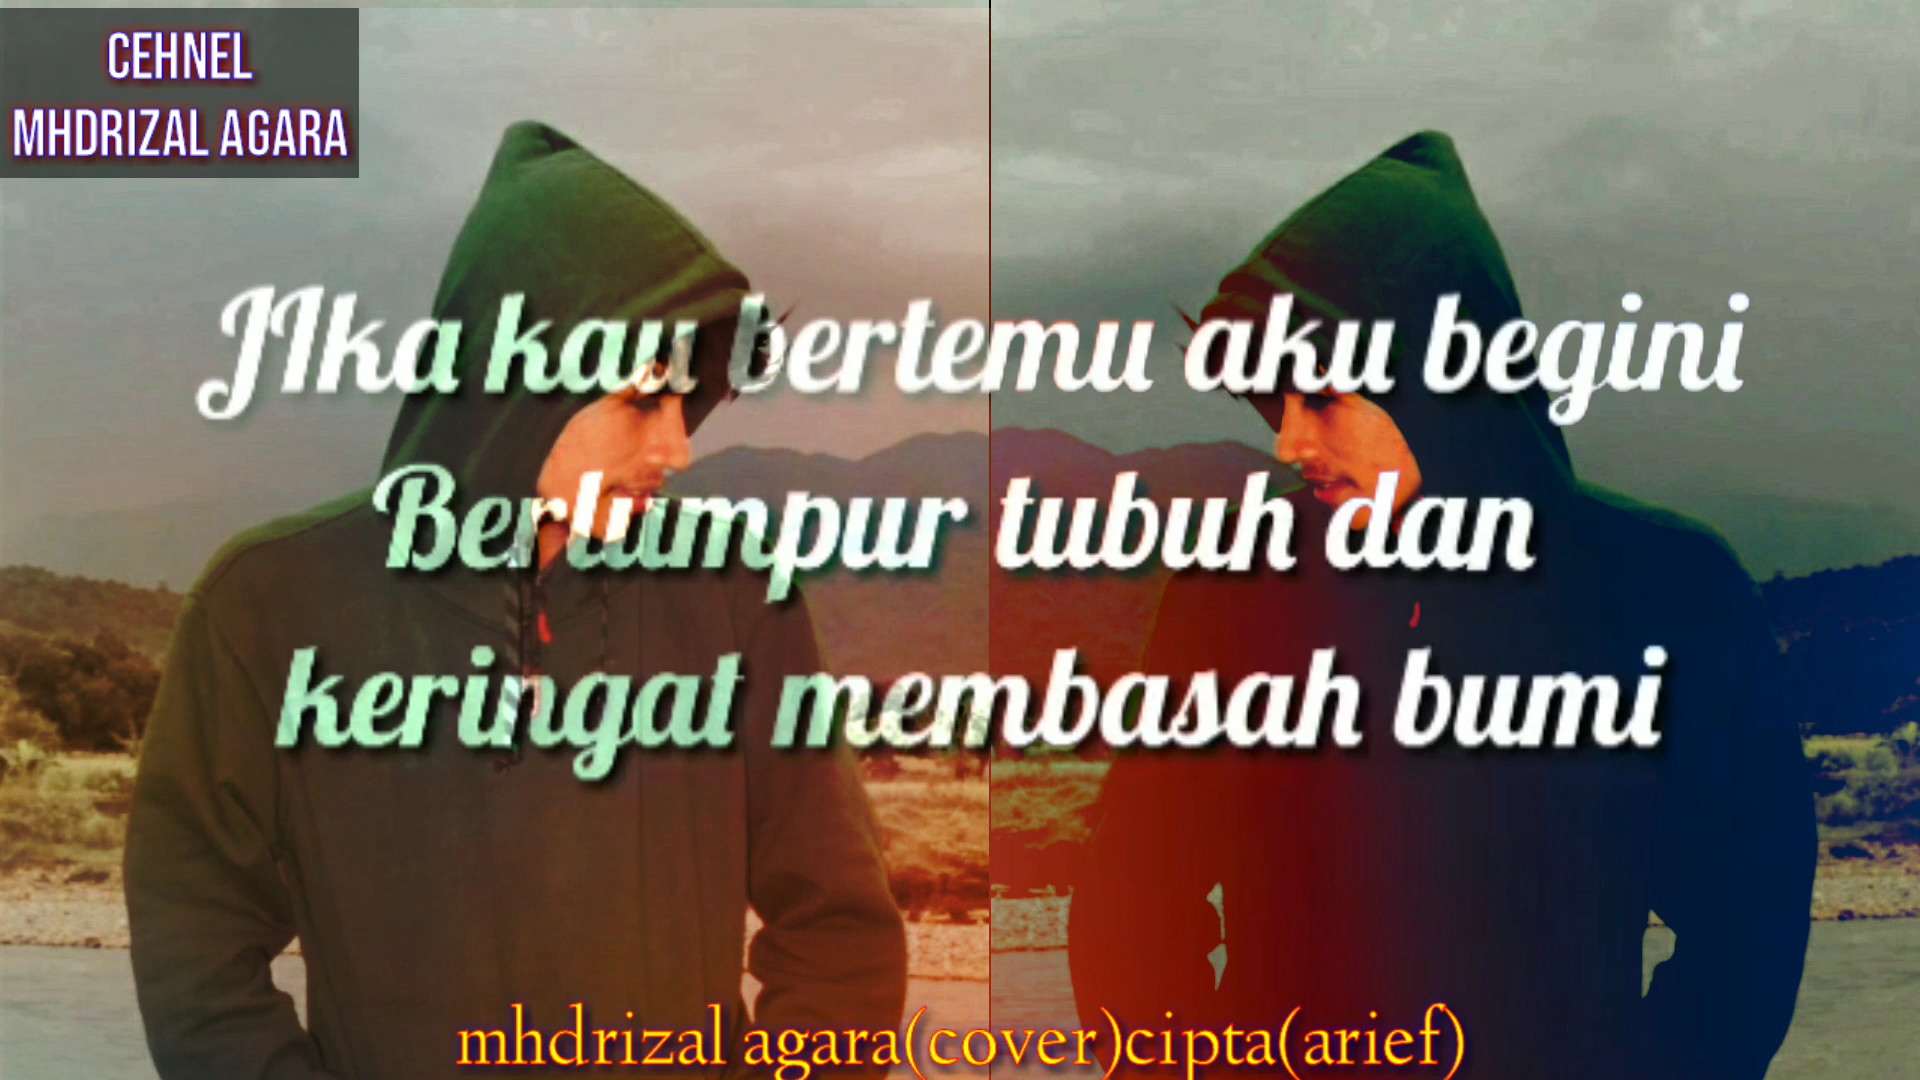 CEHNEL
MHDRIZAL AGARA
JIka kau bertemu aku begini
Berlumpur tubuh dan
keringat membasah bumi
mhdrizal agara(cover)cipta(arief)